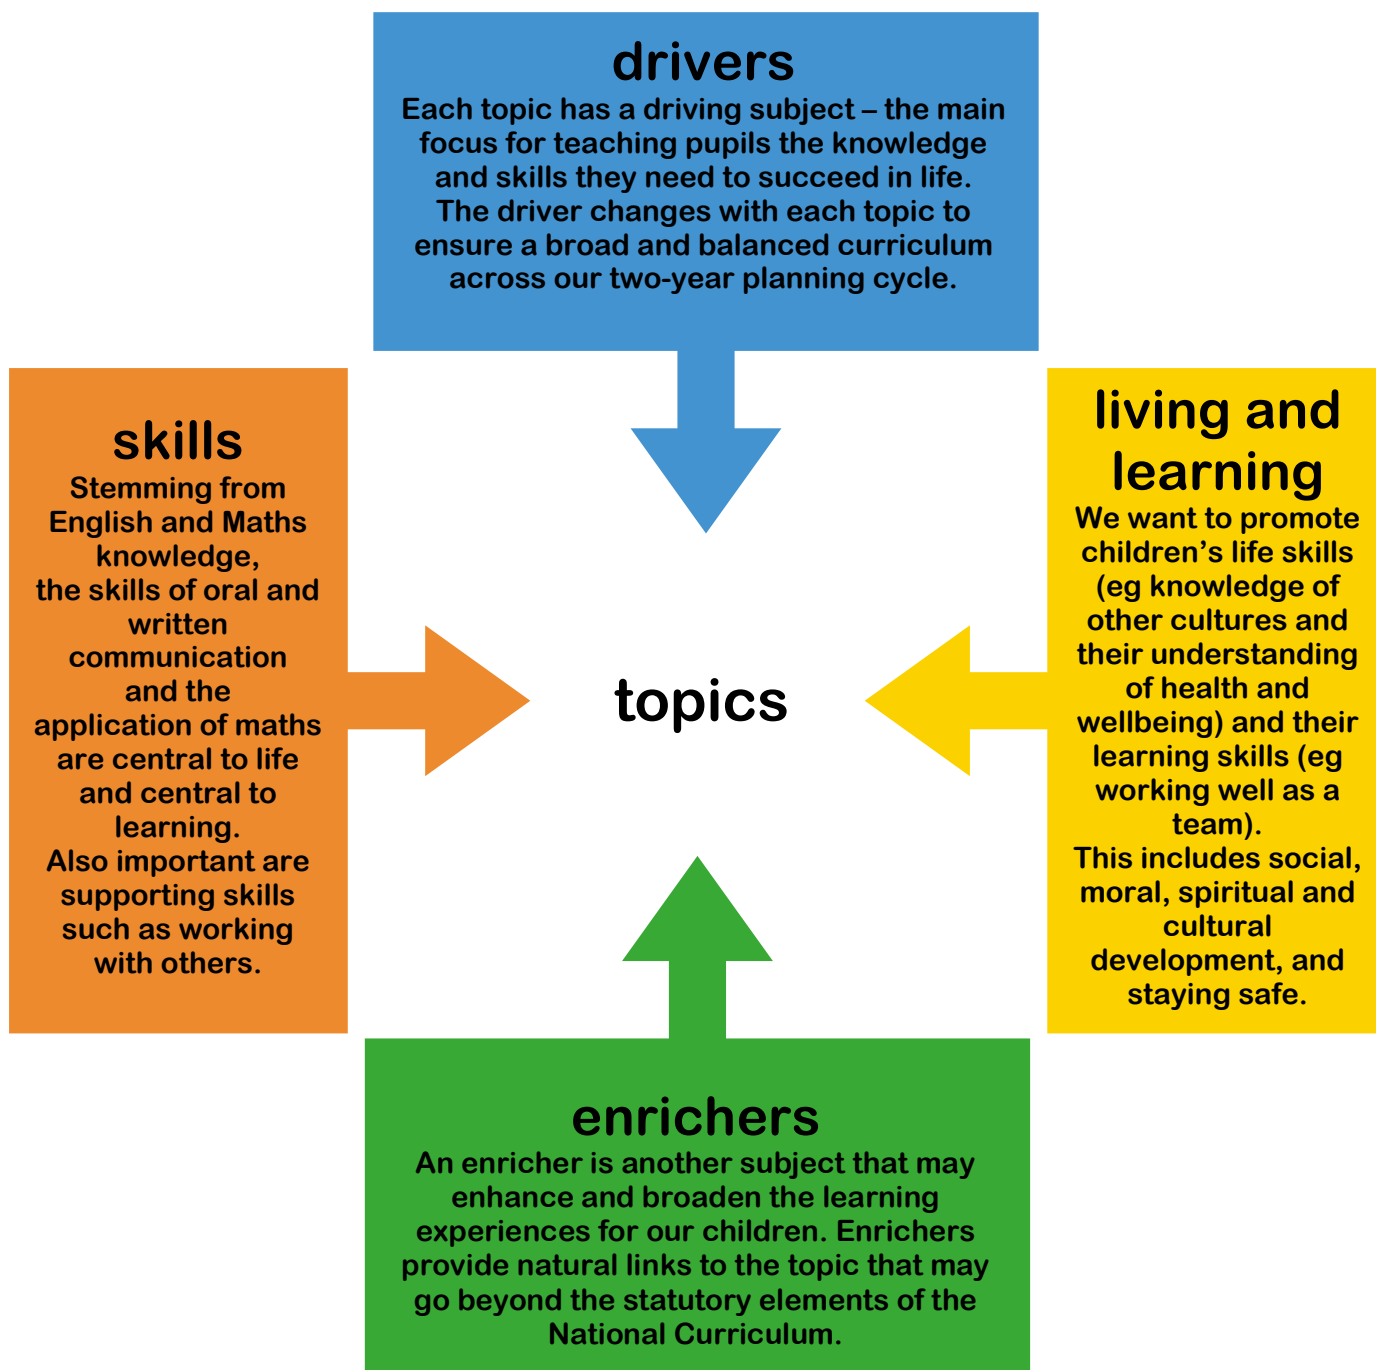 drivers
Each topic has a driving subject – the main
focus for teaching pupils the knowledge
and skills they need to succeed in life.
The driver changes with each topic to
ensure a broad and balanced curriculum
across our two-year planning cycle.
skills
Stemming from
English and Maths
knowledge,
the skills of oral and
written
communication
and the
application of maths
are central to life
and central to
learning.
Also important are
supporting skills
such as working
with others.
topics
living and
learning
We want to promote
children’s life skills
(eg knowledge of
other cultures and
their understanding
of health and
wellbeing) and their
learning skills (eg
working well as a
team).
This includes social,
moral, spiritual and
cultural
development, and
staying safe.
enrichers
An enricher is another subject that may
enhance and broaden the learning
experiences for our children. Enrichers
provide natural links to the topic that may
go beyond the statutory elements of the
National Curriculum.